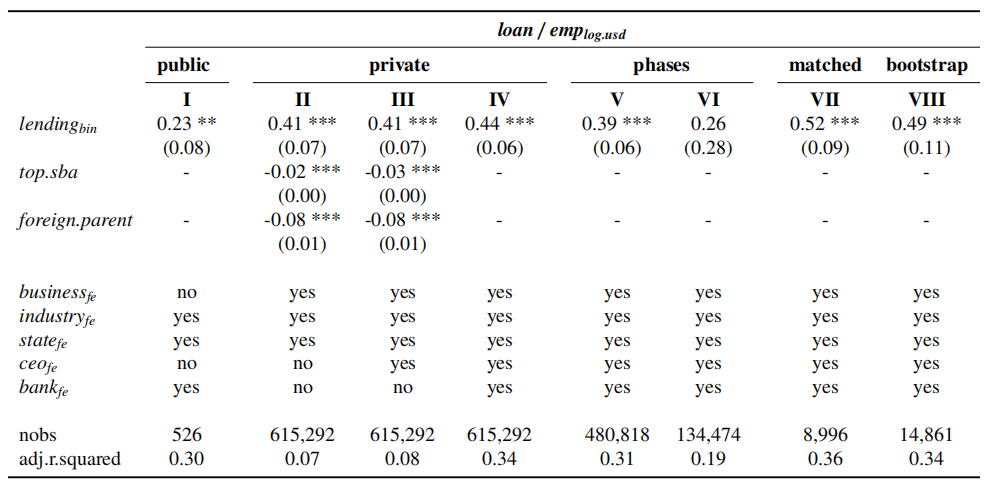 loan / emp log.usd
public private phases matched bootstrap
I II III IV V VI VII VIII
lending bin 0.23 ** 0.41 *** 0.41 *** 0.44 *** 0.39 *** 0.26 0.52 *** 0.49 ***
(0.08) (0.07) (0.07) (0.06) (0.06) (0.28) (0.09) (0.11)
top.sba - -0.02 *** -0.03 *** - - - - -
(0.00) (0.00)
foreign.parent - -0.08 *** -0.08 *** - - - - -
(0.01) (0.01)
business fe no yes yes yes yes yes yes yes
industry fe yes yes yes yes yes yes yes yes
state fe yes yes yes yes yes yes yes yes
ceo fe no no yes yes yes yes yes yes
bank fe yes no no yes yes yes yes yes
nobs 526 615,292 615,292 615,292 480,818 134,474 8,996 14,861
adj.r.squared 0.30 0.07 0.08 0.34 0.31 0.19 0.36 0.34